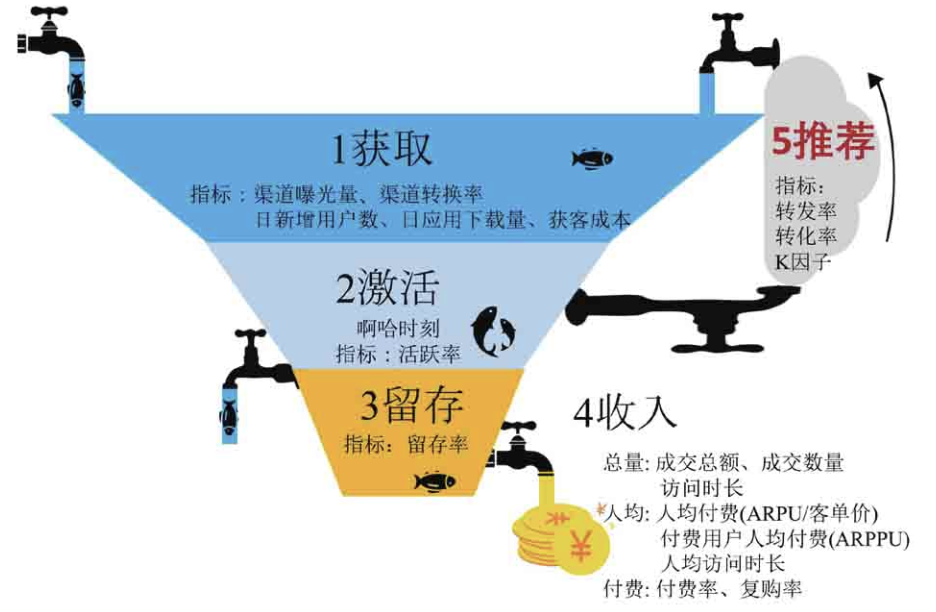 1获取
指标：渠道曝光量、渠道转换率
日新增用户数、日应用下载量、获客成本
2激活
啊哈时刻
指标：活跃率
3留存
指标：留存率
4收入
总量: 成交总额、成交数量
访问时长
人均: 人均付费(ARPU/客单价)
付费用户人均付费(ARPPU)
人均访问时长
付费: 付费率、复购率
¥
¥
¥
5推荐
指标:
转发率
转化率
K因子